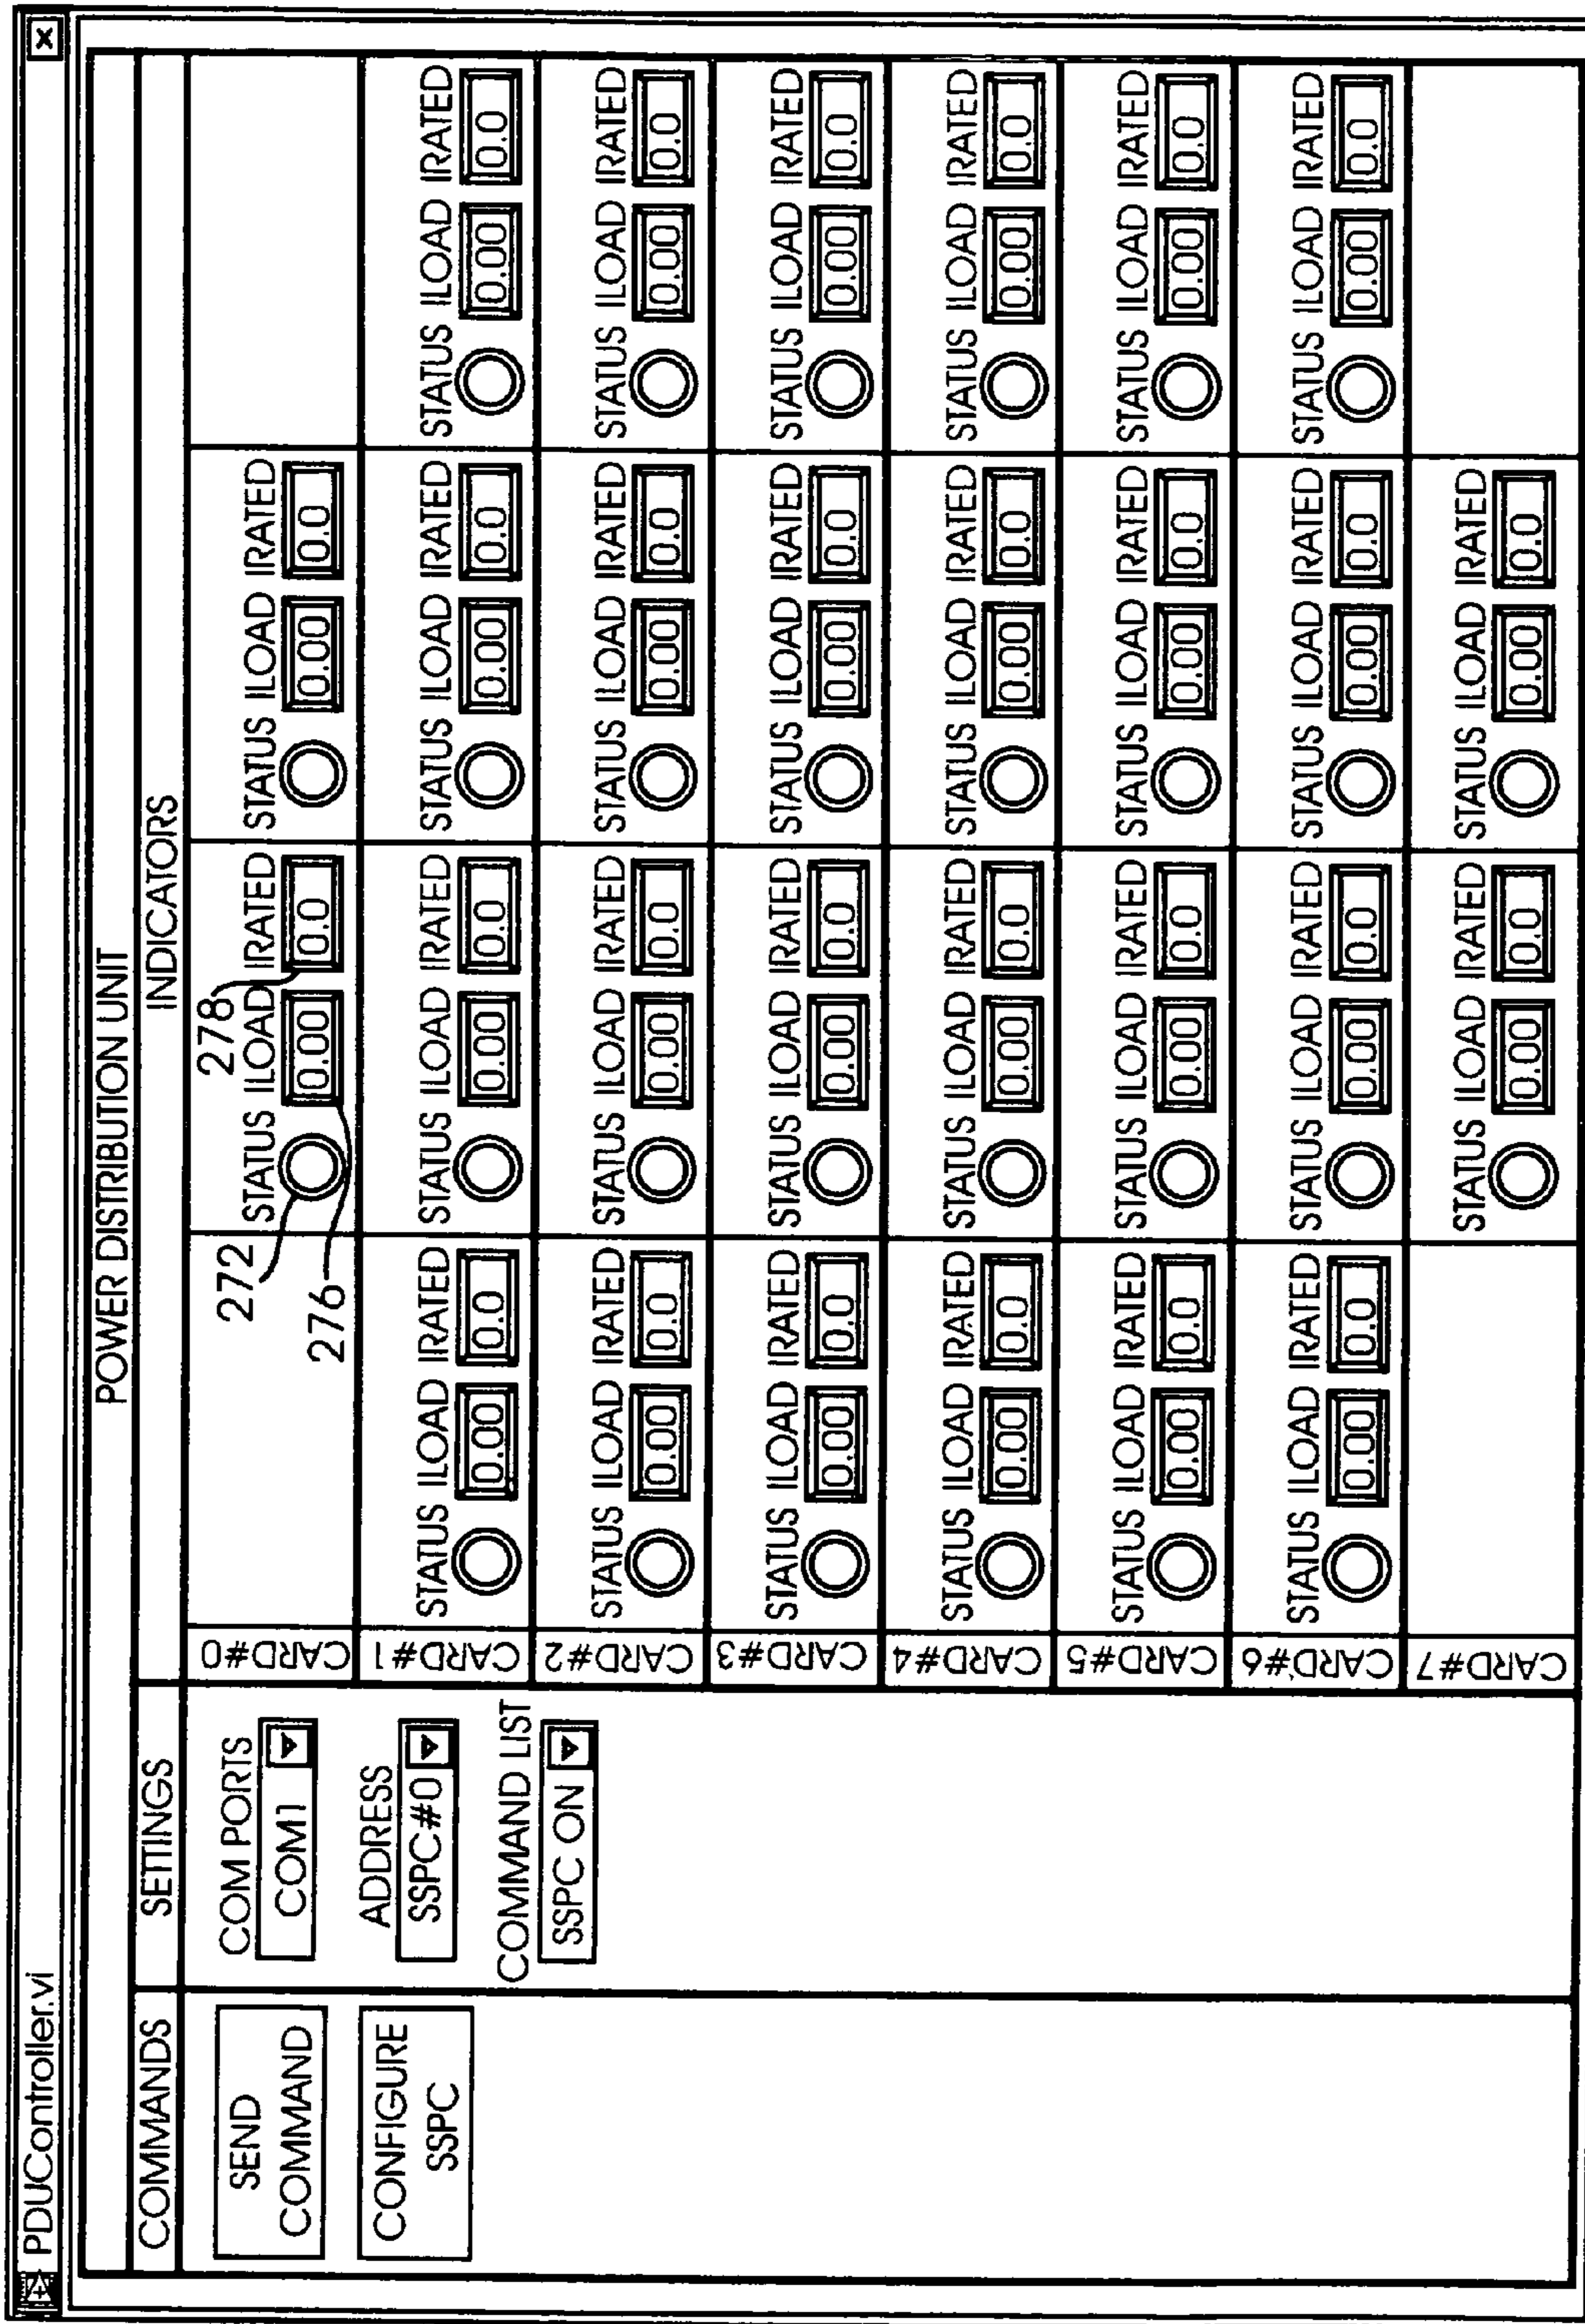 PDUController.vi x
POWER DISTRIBUTION UNIT
COMMANDS SETTINGS INDICATORS
SEND
COMMAND
CONFIGURE
SSPC
COM PORTS
COM1
ADDRESS
SSPC#0
COMMAND LIST
SSPC ON
272
276
278
CARD#0
STATUS ILOAD IRATED STATUS ILOAD IRATED
0.00 0.0 0.00 0.0
CARD#1
STATUS ILOAD IRATED STATUS ILOAD IRATED STATUS ILOAD IRATED STATUS ILOAD IRATED
0.00 0.0 0.00 0.0 0.00 0.0 0.00 0.0
CARD#2
STATUS ILOAD IRATED STATUS ILOAD IRATED STATUS ILOAD IRATED STATUS ILOAD IRATED
0.00 0.0 0.00 0.0 0.00 0.0 0.00 0.0
CARD#3
STATUS ILOAD IRATED STATUS ILOAD IRATED STATUS ILOAD IRATED STATUS ILOAD IRATED
0.00 0.0 0.00 0.0 0.00 0.0 0.00 0.0
CARD#4
STATUS ILOAD IRATED STATUS ILOAD IRATED STATUS ILOAD IRATED STATUS ILOAD IRATED
0.00 0.0 0.00 0.0 0.00 0.0 0.00 0.0
CARD#5
STATUS ILOAD IRATED STATUS ILOAD IRATED STATUS ILOAD IRATED STATUS ILOAD IRATED
0.00 0.0 0.00 0.0 0.00 0.0 0.00 0.0
CARD#6
STATUS ILOAD IRATED STATUS ILOAD IRATED STATUS ILOAD IRATED STATUS ILOAD IRATED
0.00 0.0 0.00 0.0 0.00 0.0 0.00 0.0
CARD#7
STATUS ILOAD IRATED STATUS ILOAD IRATED
0.00 0.0 0.00 0.0